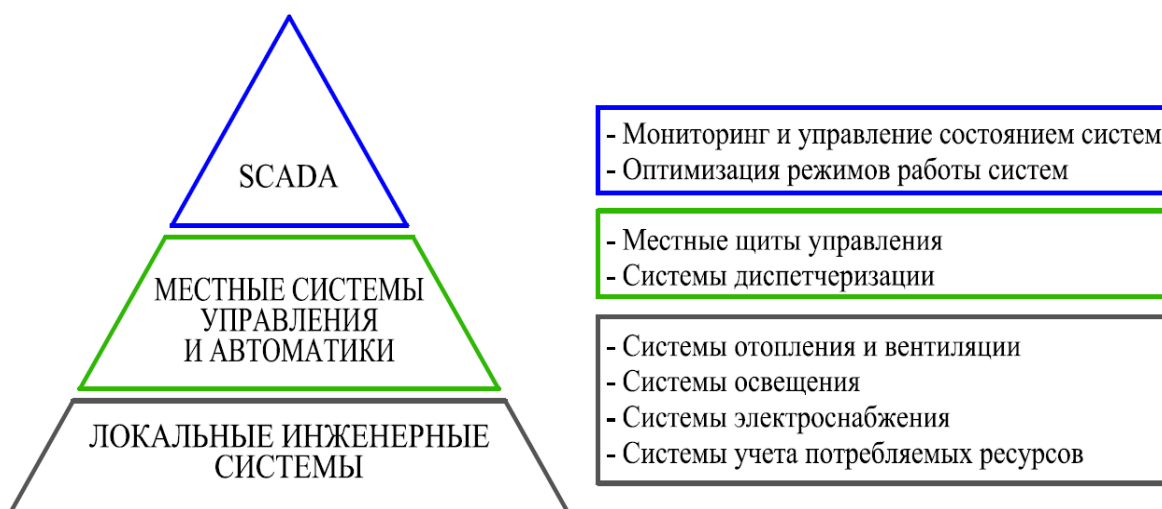 SCADA
- Мониторинг и управление состоянием систем
- Оптимизация режимов работы систем
МЕСТНЫЕ СИСТЕМЫ
УПРАВЛЕНИЯ
И АВТОМАТИКИ
- Местные щиты управления
- Системы диспетчеризации
ЛОКАЛЬНЫЕ ИНЖЕНЕРНЫЕ
СИСТЕМЫ
- Системы отопления и вентиляции
- Системы освещения
- Системы электроснабжения
- Системы учета потребляемых ресурсов